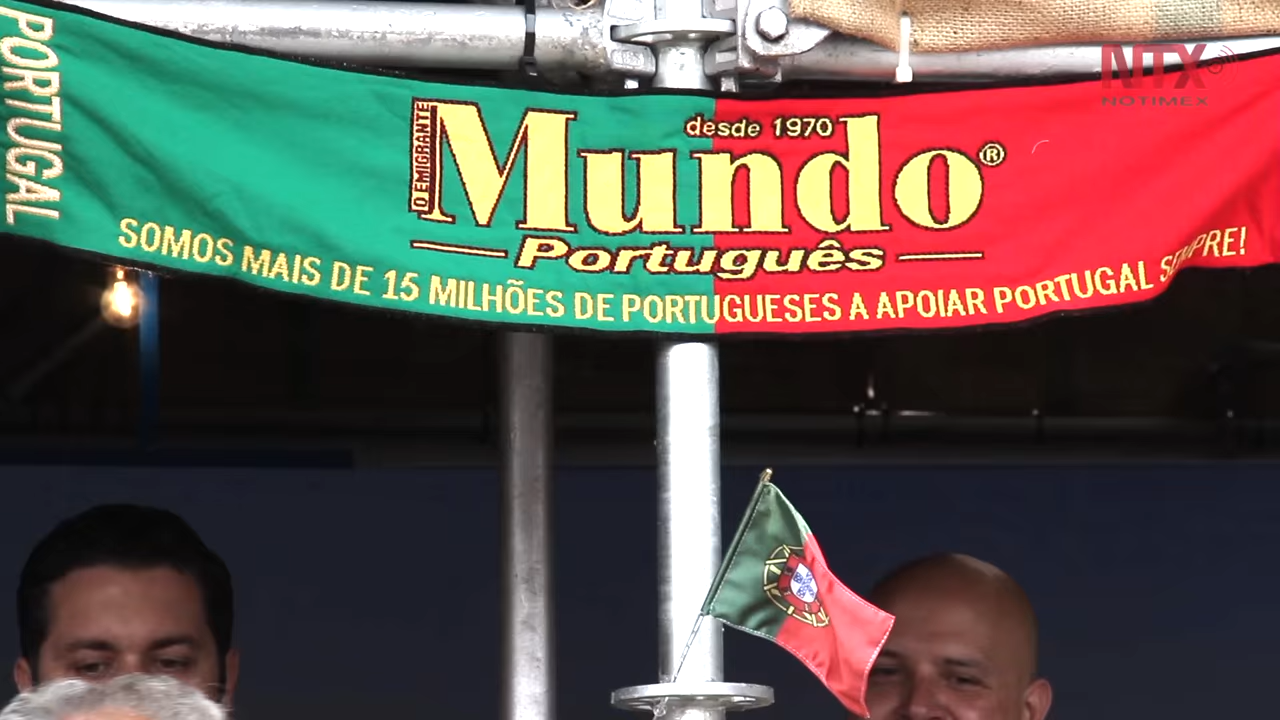 PORTUGAL
O EMIGRANTE
desde 1970
Mundo®
Português
SOMOS MAIS DE 15 MILHÕES DE PORTUGUESES A APOIAR PORTUGAL SEMPRE!
NTX
NOTIMEX